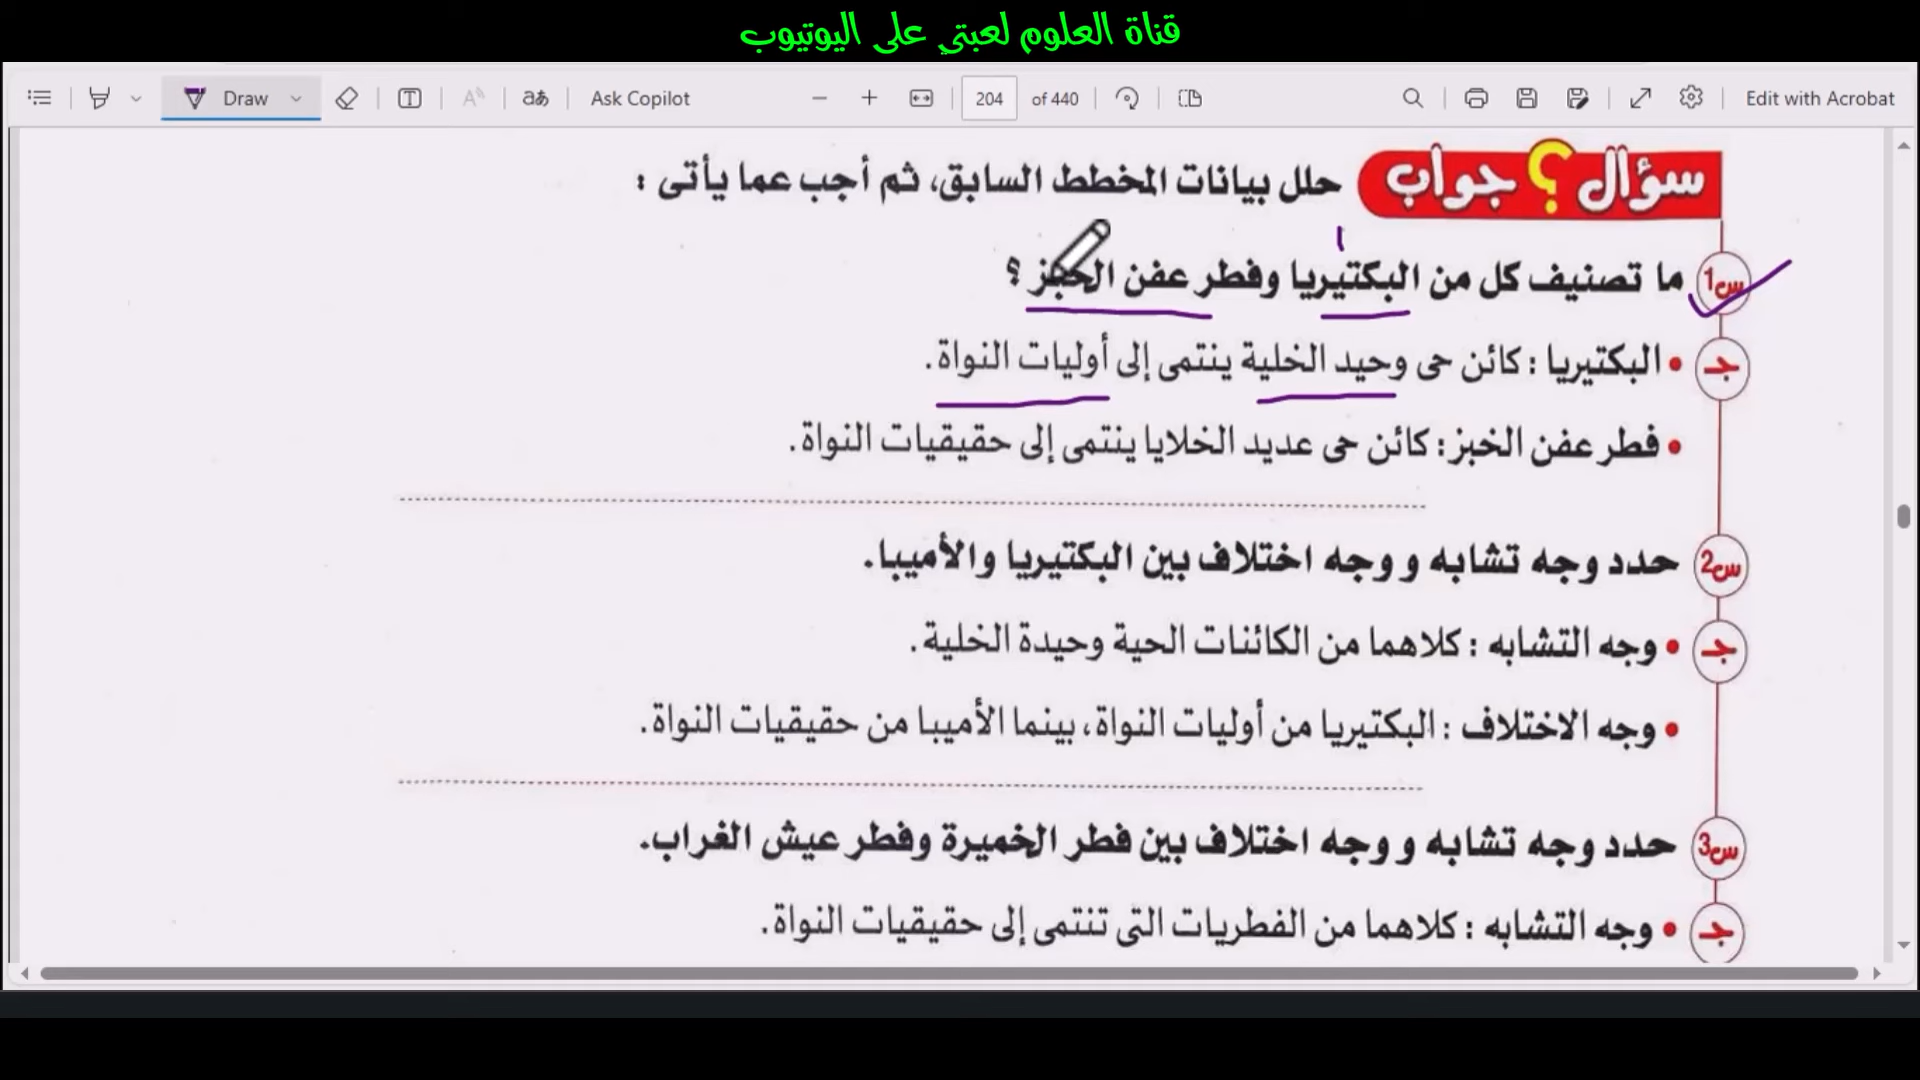 قناة العلوم لعبتي على اليوتيوب
Draw
aあ
Ask Copilot
204 of 440
Edit with Acrobat
سؤال ؟ جواب حلل بيانات المخطط السابق، ثم أجب عما يأتى :
س1 ما تصنيف كل من البكتيريا وفطر عفن الخبز ؟
جـ • البكتيريا : كائن حى وحيد الخلية ينتمى إلى أوليات النواة.
• فطر عفن الخبز : كائن حى عديد الخلايا ينتمى إلى حقيقيات النواة.
س2 حدد وجه تشابه و وجه اختلاف بين البكتيريا والأميبا.
جـ • وجه التشابه : كلاهما من الكائنات الحية وحيدة الخلية.
• وجه الاختلاف : البكتيريا من أوليات النواة، بينما الأميبا من حقيقيات النواة.
س3 حدد وجه تشابه و وجه اختلاف بين فطر الخميرة وفطر عيش الغراب.
جـ • وجه التشابه : كلاهما من الفطريات التى تنتمى إلى حقيقيات النواة.